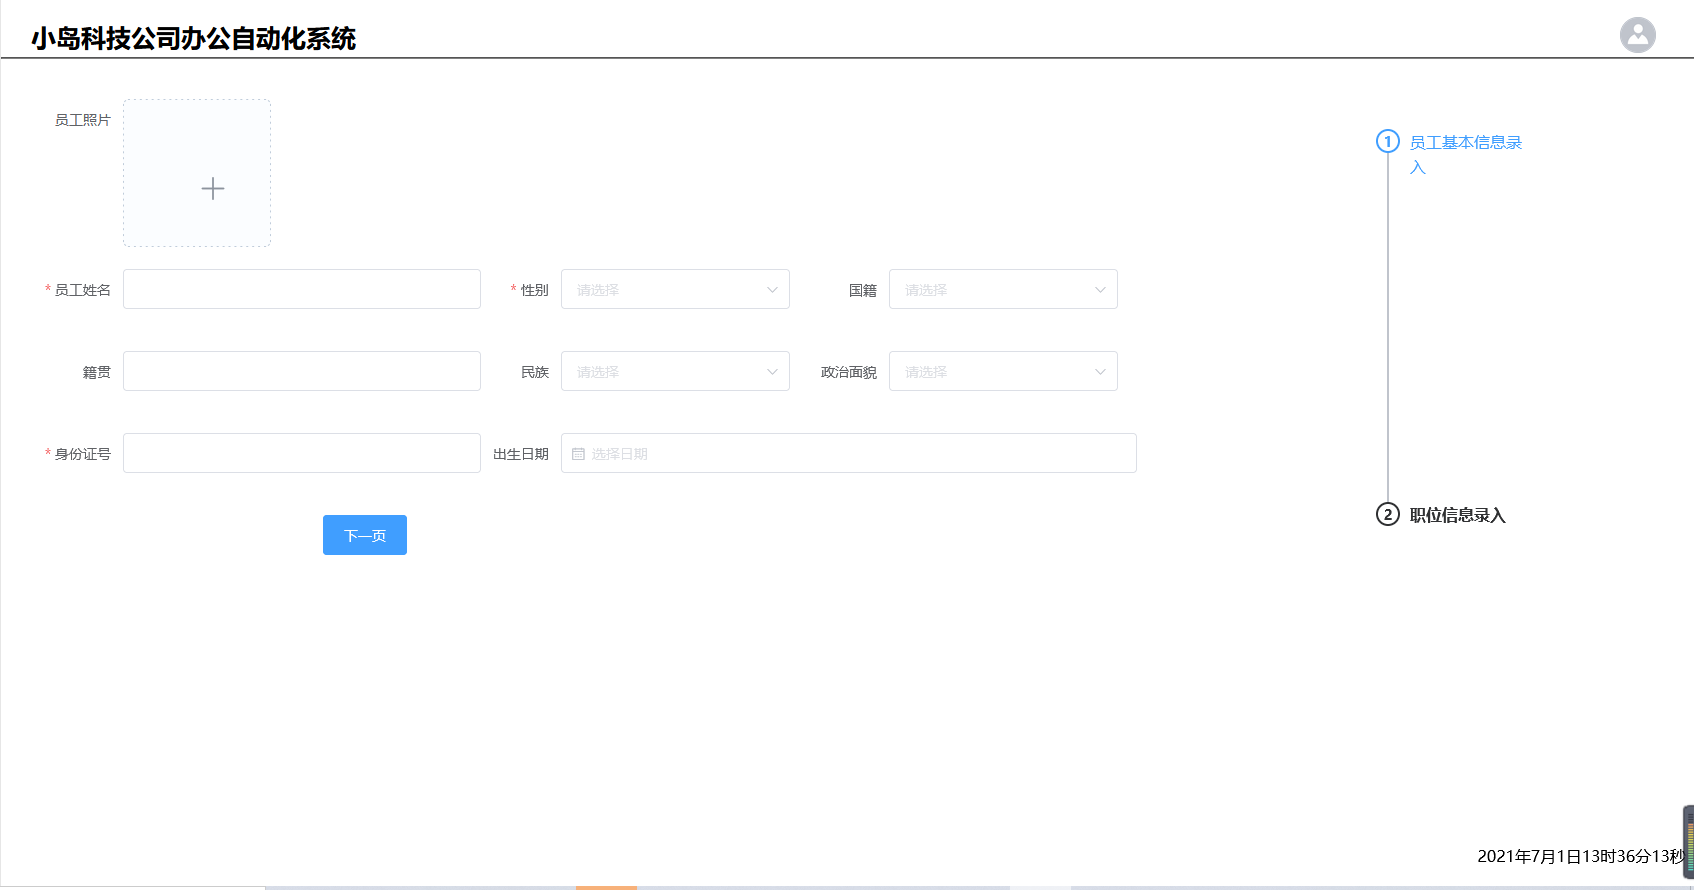 小岛科技公司办公自动化系统
员工照片
1 员工基本信息录
入
* 员工姓名 * 性别 请选择 国籍 请选择
籍贯 民族 请选择 政治面貌 请选择
* 身份证号 出生日期 选择日期
2 职位信息录入
下一页
2021年7月1日13时36分13秒